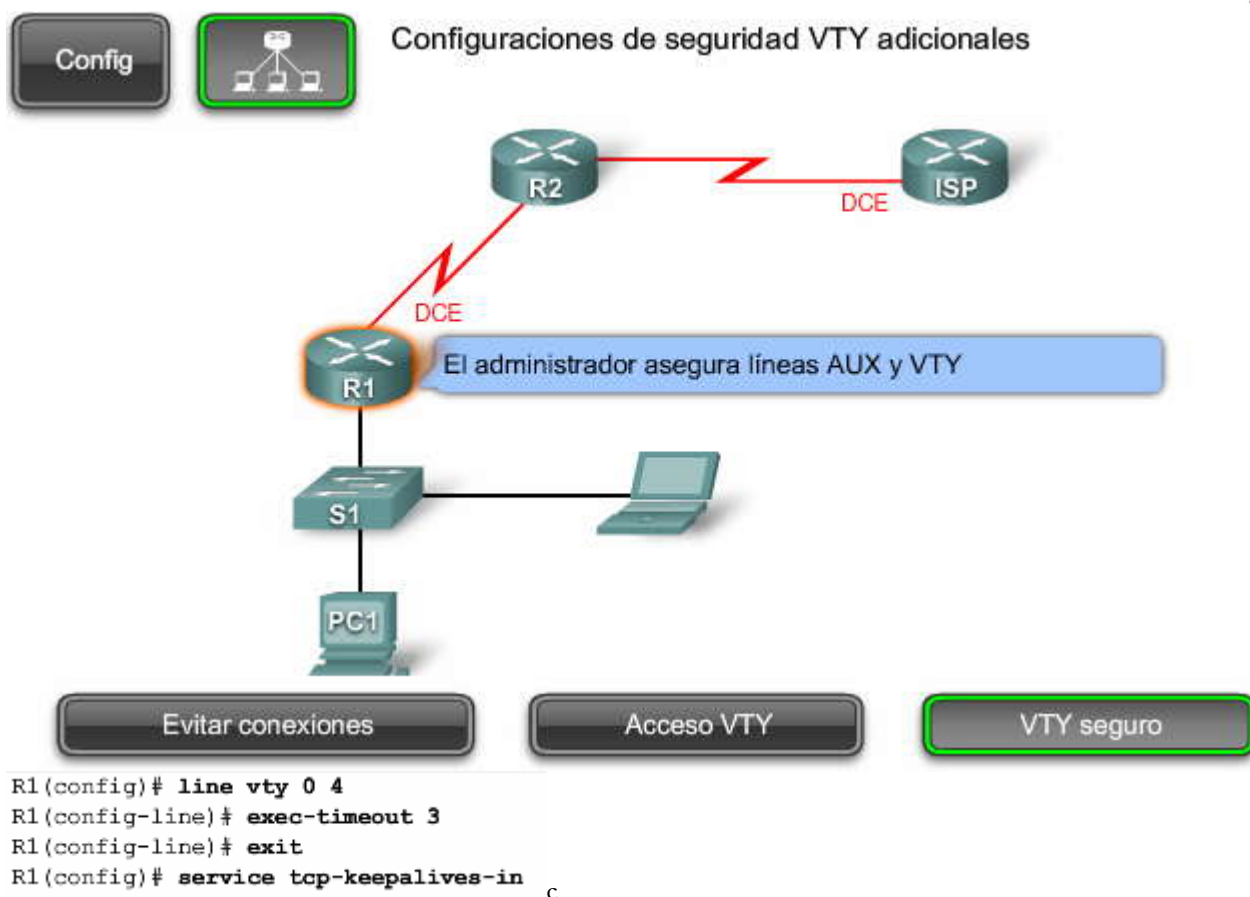 Config
Configuraciones de seguridad VTY adicionales
R2
ISP
DCE
DCE
R1
El administrador asegura líneas AUX y VTY
S1
PC1
Evitar conexiones
Acceso VTY
VTY seguro
R1(config)# line vty 0 4
R1(config-line)# exec-timeout 3
R1(config-line)# exit
R1(config)# service tcp-keepalives-in
c